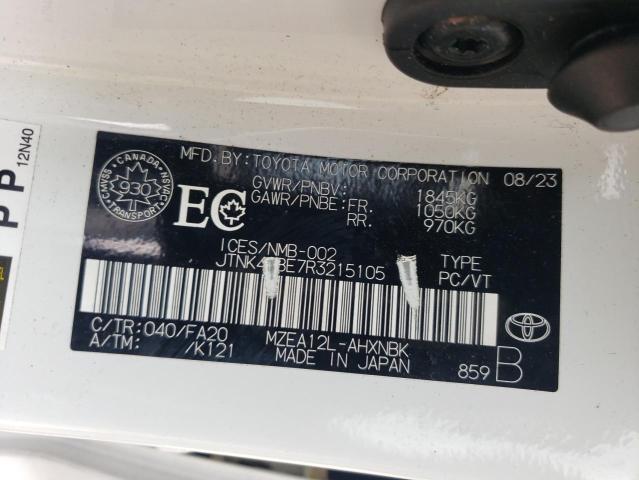 P P 12N40
CMVSS CANADA NSVAC
930
TRANSPORT
EC
MFD. BY: TOYOTA MOTOR CORPORATION 08/23
GVWR/PNBV: 1845KG
GAWR/PNBE: FR. 1050KG
RR. 970KG
ICES/NMB-002
TYPE
PC/VT
C/TR: 040/FA20 MZEA12L-AHXNBK
A/TM: /K121 MADE IN JAPAN
859 B